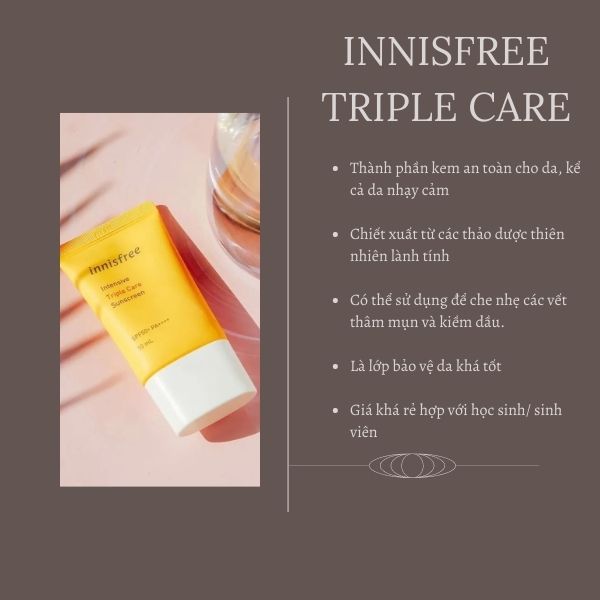 INNISFREE
TRIPLE CARE
Thành phần kem an toàn cho da, kể
cả da nhạy cảm
Chiết xuất từ các thảo dược thiên
nhiên lành tính
Có thể sử dụng để che nhẹ các vết
thâm mụn và kiềm dầu.
Là lớp bảo vệ da khá tốt
Giá khá rẻ hợp với học sinh/ sinh
viên
innisfree
Intensive
Triple Care
Sunscreen
SPF50+ PA++++
50 mL